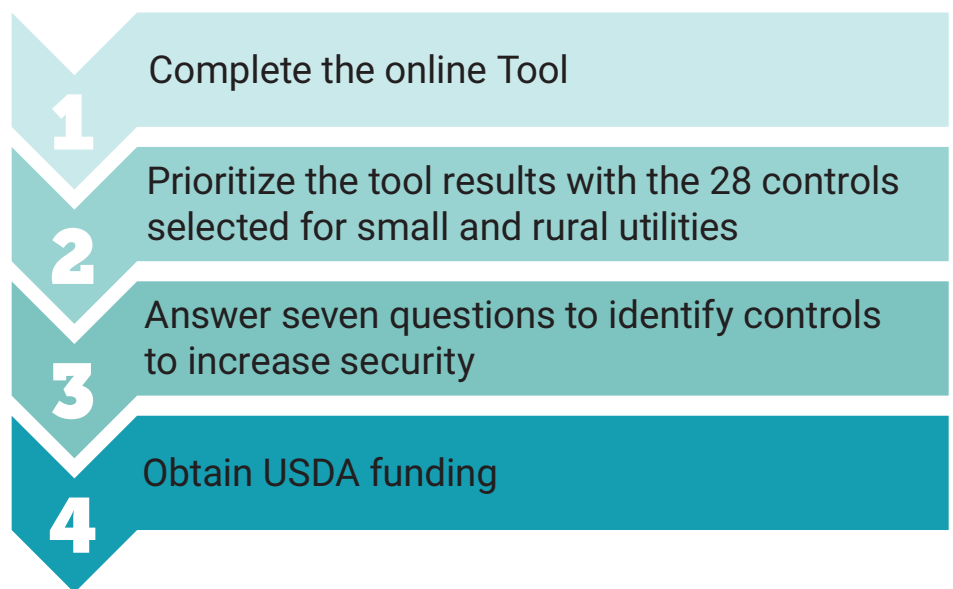 1
Complete the online Tool
2
Prioritize the tool results with the 28 controls
selected for small and rural utilities
3
Answer seven questions to identify controls
to increase security
4
Obtain USDA funding